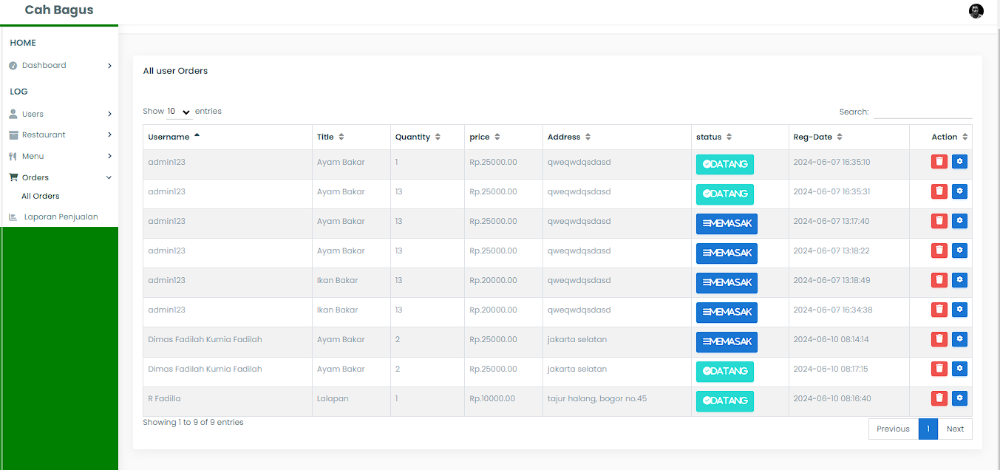 Cah Bagus
HOME
Dashboard
LOG
Users
Restaurant
Menu
Orders
All Orders
Laporan Penjualan
All user Orders
Show 10 entries
Search:
Username Title Quantity price Address status Reg-Date Action
admin123 Ayam Bakar 1 Rp.25000.00 qweqwdqsdasd DATANG 2024-06-07 16:35:10
admin123 Ayam Bakar 13 Rp.25000.00 qweqwdqsdasd DATANG 2024-06-07 16:35:31
admin123 Ayam Bakar 13 Rp.25000.00 qweqwdqsdasd MEMASAK 2024-06-07 13:17:40
admin123 Ayam Bakar 13 Rp.25000.00 qweqwdqsdasd MEMASAK 2024-06-07 13:18:22
admin123 Ikan Bakar 13 Rp.20000.00 qweqwdqsdasd MEMASAK 2024-06-07 13:18:49
admin123 Ikan Bakar 13 Rp.20000.00 qweqwdqsdasd MEMASAK 2024-06-07 16:34:38
Dimas Fadilah Kurnia Fadilah Ayam Bakar 2 Rp.25000.00 jakarta selatan MEMASAK 2024-06-10 08:14:14
Dimas Fadilah Kurnia Fadilah Ayam Bakar 2 Rp.25000.00 jakarta selatan DATANG 2024-06-10 08:17:15
R Fadilla Lalapan 1 Rp.10000.00 tajur halang, bogor no.45 DATANG 2024-06-10 08:16:40
Showing 1 to 9 of 9 entries
Previous 1 Next